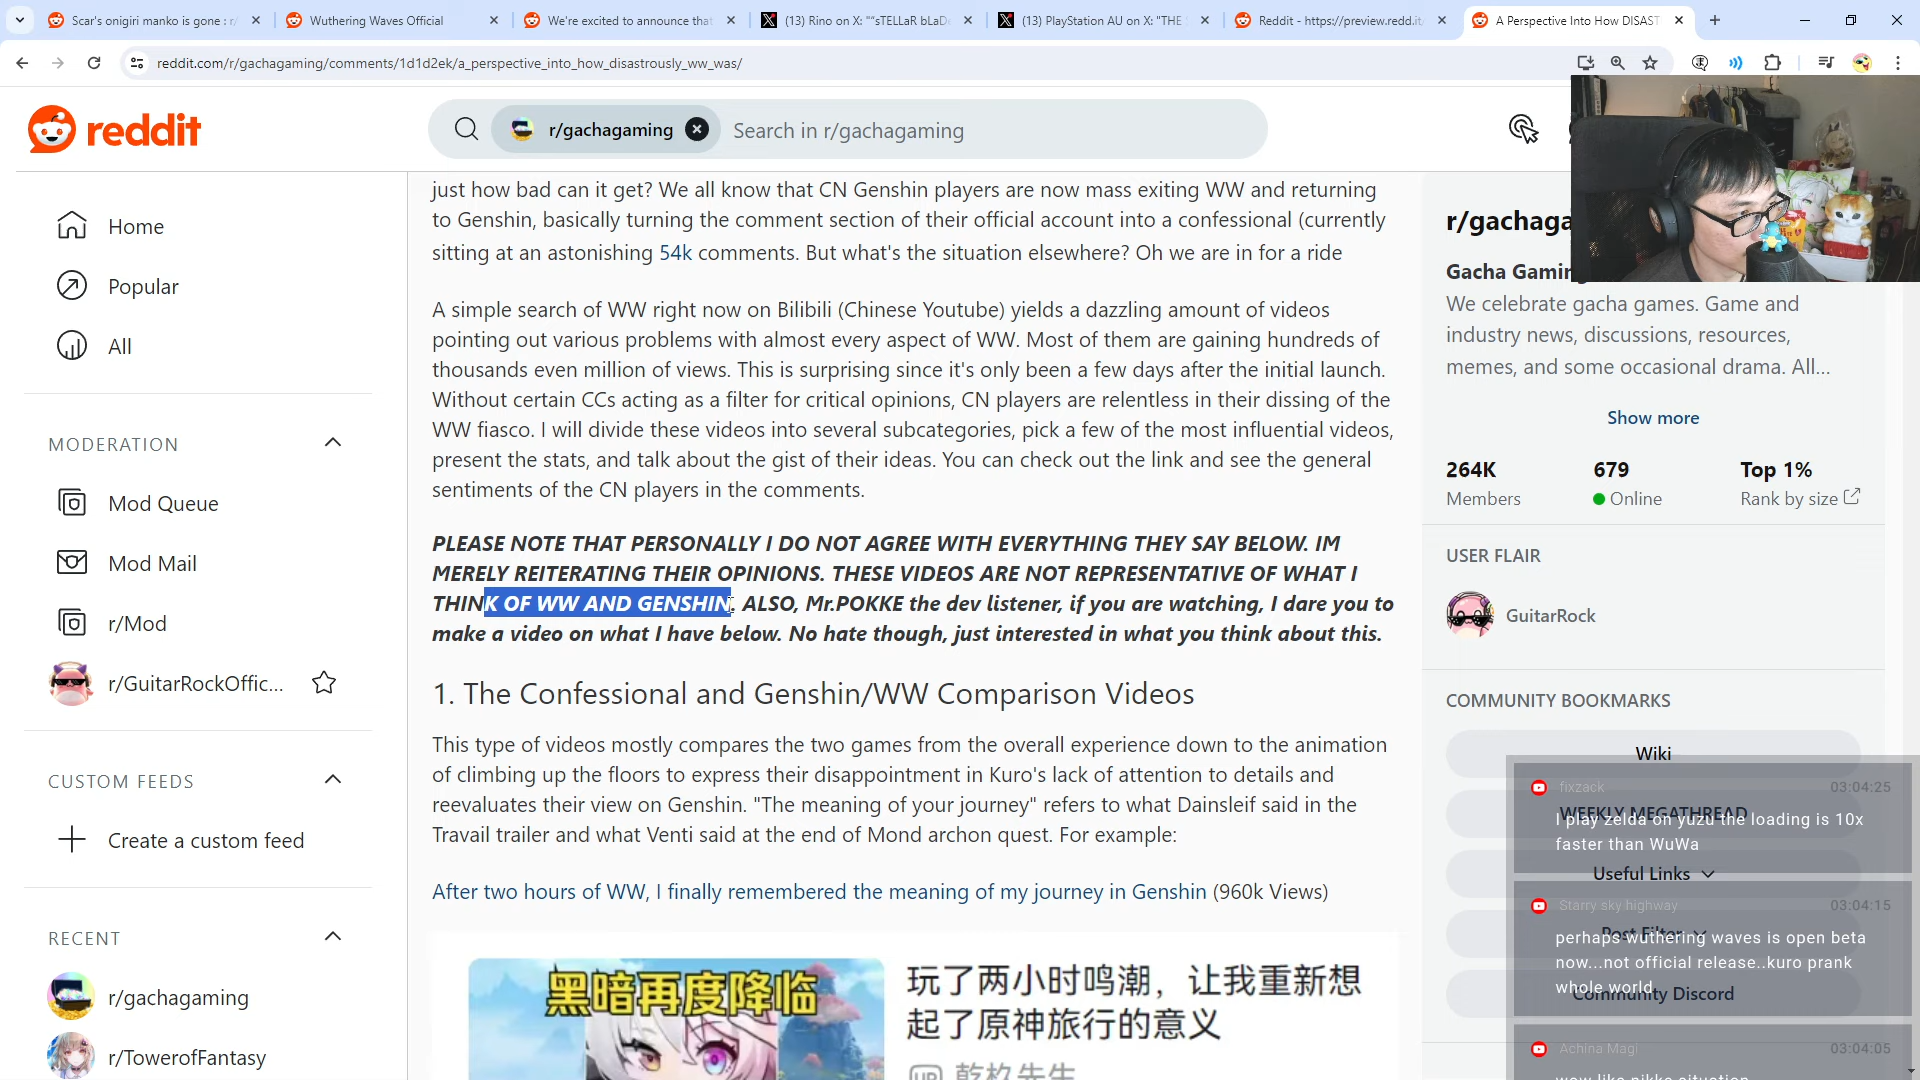 Scar's onigiri manko is gone : r/
Wuthering Waves Official
We're excited to announce that
(13) Rino on X: ""sTELLaR bLaD
(13) PlayStation AU on X: "THE
Reddit - https://preview.redd.it
A Perspective Into How DISAST
reddit.com/r/gachagaming/comments/1d1d2ek/a_perspective_into_how_disastrously_ww_was/
reddit
r/gachagaming
Search in r/gachagaming
Home
Popular
All
MODERATION
Mod Queue
Mod Mail
r/Mod
r/GuitarRockOffic...
CUSTOM FEEDS
Create a custom feed
RECENT
r/gachagaming
r/TowerofFantasy
just how bad can it get? We all know that CN Genshin players are now mass exiting WW and returning
to Genshin, basically turning the comment section of their official account into a confessional (currently
sitting at an astonishing 54k comments. But what's the situation elsewhere? Oh we are in for a ride
A simple search of WW right now on Bilibili (Chinese Youtube) yields a dazzling amount of videos
pointing out various problems with almost every aspect of WW. Most of them are gaining hundreds of
thousands even million of views. This is surprising since it's only been a few days after the initial launch.
Without certain CCs acting as a filter for critical opinions, CN players are relentless in their dissing of the
WW fiasco. I will divide these videos into several subcategories, pick a few of the most influential videos,
present the stats, and talk about the gist of their ideas. You can check out the link and see the general
sentiments of the CN players in the comments.
PLEASE NOTE THAT PERSONALLY I DO NOT AGREE WITH EVERYTHING THEY SAY BELOW. IM
MERELY REITERATING THEIR OPINIONS. THESE VIDEOS ARE NOT REPRESENTATIVE OF WHAT I
THINK OF WW AND GENSHIN. ALSO, Mr.POKKE the dev listener, if you are watching, I dare you to
make a video on what I have below. No hate though, just interested in what you think about this.
1. The Confessional and Genshin/WW Comparison Videos
This type of videos mostly compares the two games from the overall experience down to the animation
of climbing up the floors to express their disappointment in Kuro's lack of attention to details and
reevaluates their view on Genshin. "The meaning of your journey" refers to what Dainsleif said in the
Travail trailer and what Venti said at the end of Mond archon quest. For example:
After two hours of WW, I finally remembered the meaning of my journey in Genshin (960k Views)
黑暗再度降临
玩了两小时鸣潮，让我重新想
起了原神旅行的意义
UP 乾杦先生
r/gacha
Gacha Gamin
We celebrate gacha games. Game and
industry news, discussions, resources,
memes, and some occasional drama. All...
Show more
264K
Members
679
Online
Top 1%
Rank by size
USER FLAIR
GuitarRock
COMMUNITY BOOKMARKS
Wiki
WEEKLY MEGATHREAD
Useful Links
Post Filter
Community Discord
fixzack 03:04:25
I play zelda on yuzu the loading is 10x
faster than WuWa
Starry sky highway 03:04:15
perhaps wuthering waves is open beta
now...not official release..kuro prank
whole world
Achina Magi 03:04:05
wow like nikke situation